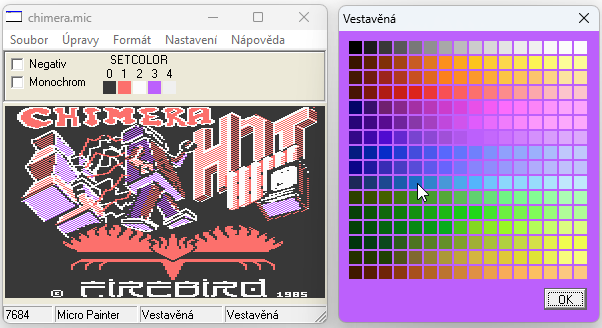 chimera.mic
Soubor Úpravy Formát Nastavení Nápověda
Negativ
Monochrom
SETCOLOR
0 1 2 3 4
CHIMERA
© FIREBIRD 1985
7684 Micro Painter Vestavěná Vestavěná
Vestavěná
OK